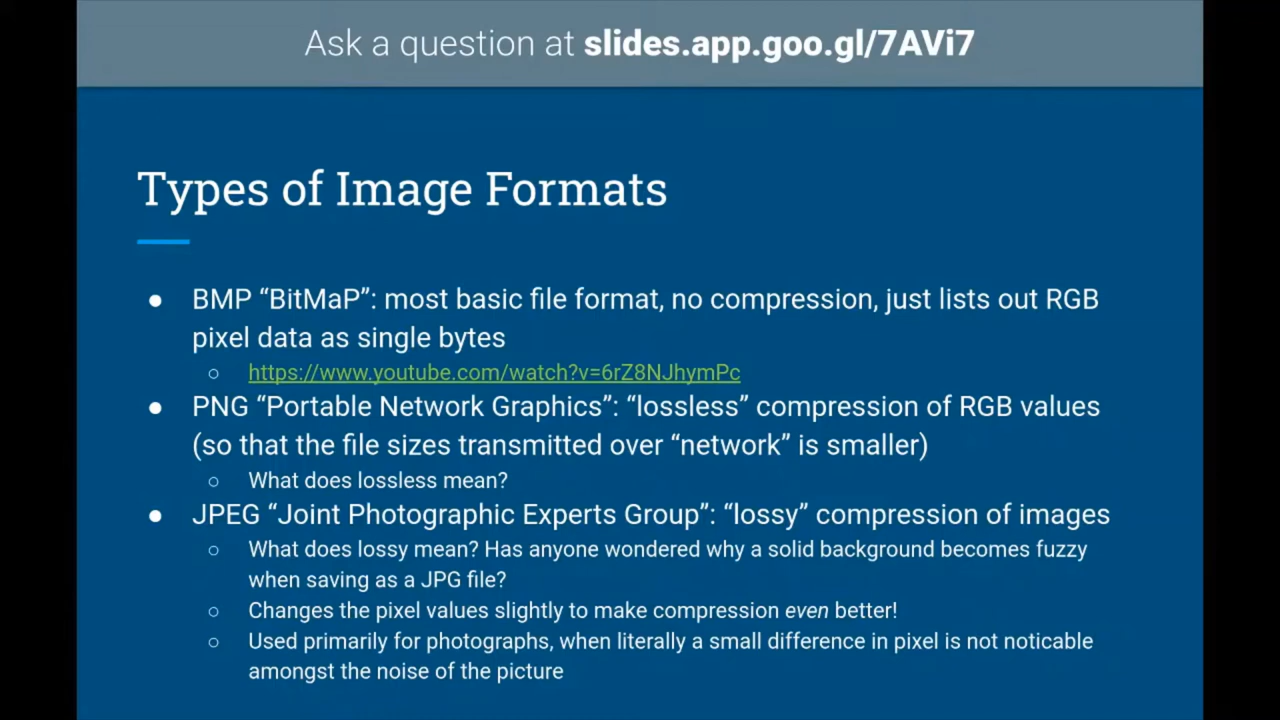 Ask a question at slides.app.goo.gl/7AVi7
Types of Image Formats
● BMP “BitMaP”: most basic file format, no compression, just lists out RGB
pixel data as single bytes
○ https://www.youtube.com/watch?v=6rZ8NJhymPc
● PNG “Portable Network Graphics”: “lossless” compression of RGB values
(so that the file sizes transmitted over “network” is smaller)
○ What does lossless mean?
● JPEG “Joint Photographic Experts Group”: “lossy” compression of images
○ What does lossy mean? Has anyone wondered why a solid background becomes fuzzy
when saving as a JPG file?
○ Changes the pixel values slightly to make compression even better!
○ Used primarily for photographs, when literally a small difference in pixel is not noticable
amongst the noise of the picture